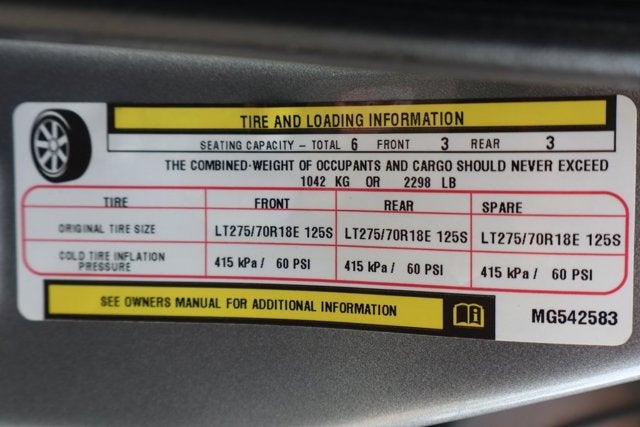 TIRE AND LOADING INFORMATION
SEATING CAPACITY - TOTAL 6 FRONT 3 REAR 3
THE COMBINED WEIGHT OF OCCUPANTS AND CARGO SHOULD NEVER EXCEED
1042 KG OR 2298 LB
TIRE FRONT REAR SPARE
ORIGINAL TIRE SIZE LT275/70R18E 125S LT275/70R18E 125S LT275/70R18E 125S
COLD TIRE INFLATION
PRESSURE 415 kPa / 60 PSI 415 kPa / 60 PSI 415 kPa / 60 PSI
SEE OWNERS MANUAL FOR ADDITIONAL INFORMATION
MG542583